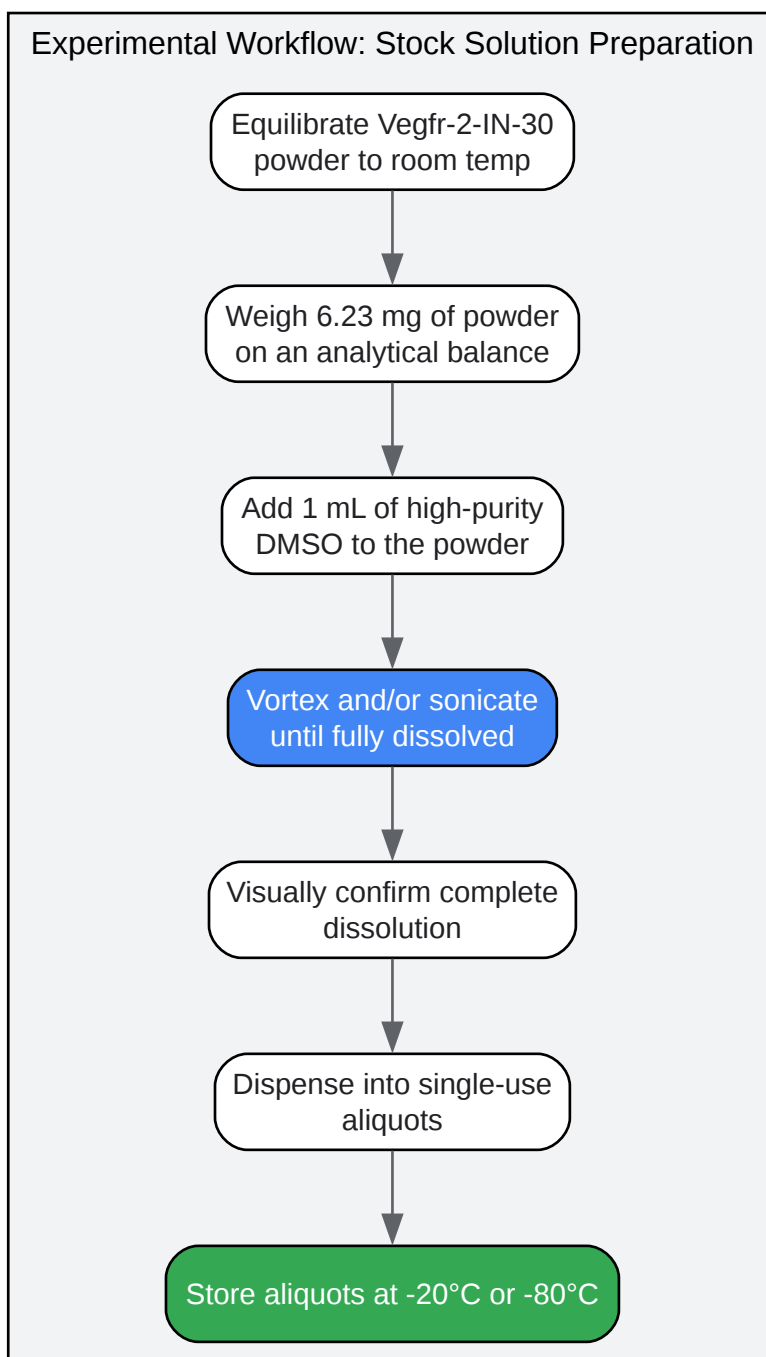 Experimental Workflow: Stock Solution Preparation
Equilibrate Vegfr-2-IN-30
powder to room temp
Weigh 6.23 mg of powder
on an analytical balance
Add 1 mL of high-purity
DMSO to the powder
Vortex and/or sonicate
until fully dissolved
Visually confirm complete
dissolution
Dispense into single-use
aliquots
Store aliquots at -20°C or -80°C